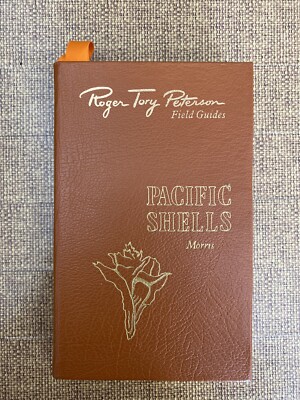 Roger Tory Peterson
Field Guides
PACIFIC
SHELLS
Morris